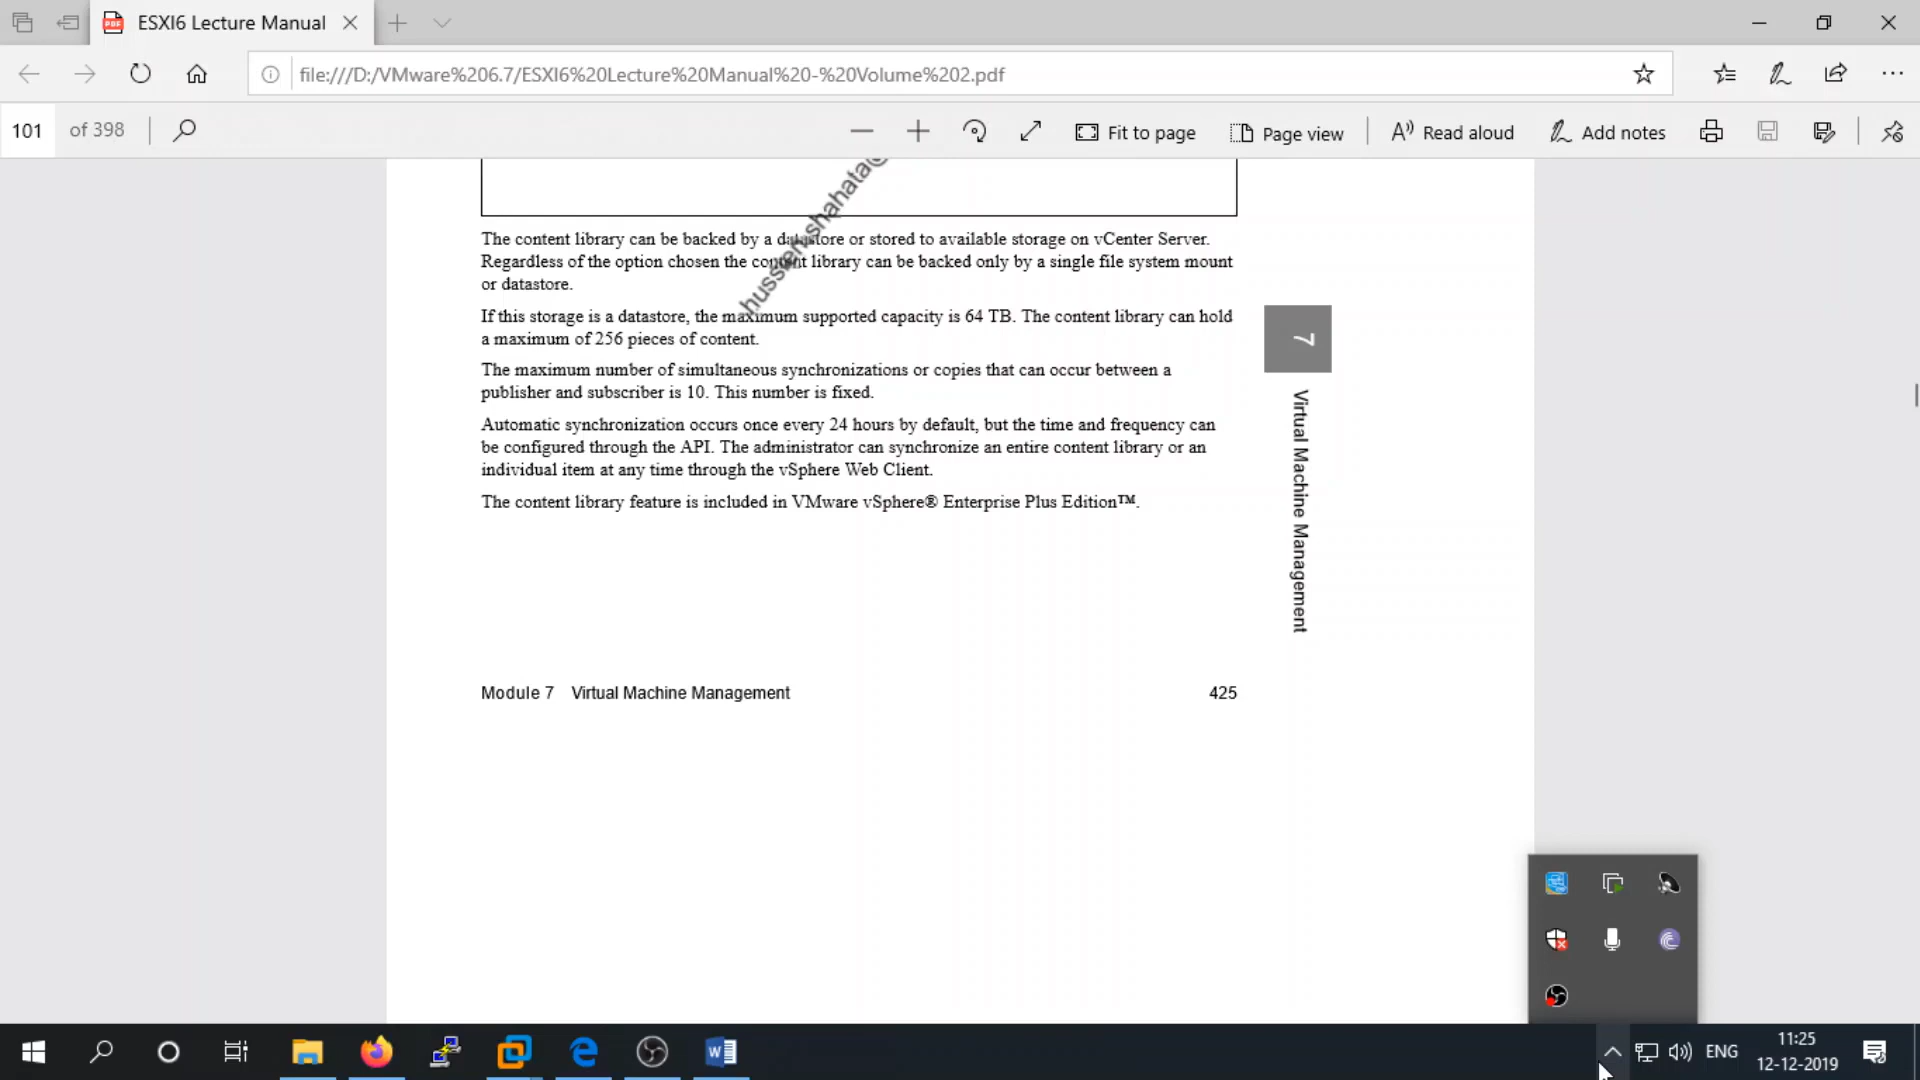 ESXI6 Lecture Manual
file:///D:/VMware%206.7/ESXI6%20Lecture%20Manual%20-%20Volume%202.pdf
101 of 398
Fit to page
Page view
Read aloud
Add notes
hussien.shahata@
The content library can be backed by a datastore or stored to available storage on vCenter Server.
Regardless of the option chosen the content library can be backed only by a single file system mount
or datastore.
If this storage is a datastore, the maximum supported capacity is 64 TB. The content library can hold
a maximum of 256 pieces of content.
The maximum number of simultaneous synchronizations or copies that can occur between a
publisher and subscriber is 10. This number is fixed.
Automatic synchronization occurs once every 24 hours by default, but the time and frequency can
be configured through the API. The administrator can synchronize an entire content library or an
individual item at any time through the vSphere Web Client.
The content library feature is included in VMware vSphere® Enterprise Plus Edition™.
7
Virtual Machine Management
Module 7 Virtual Machine Management 425
ENG
11:25
12-12-2019